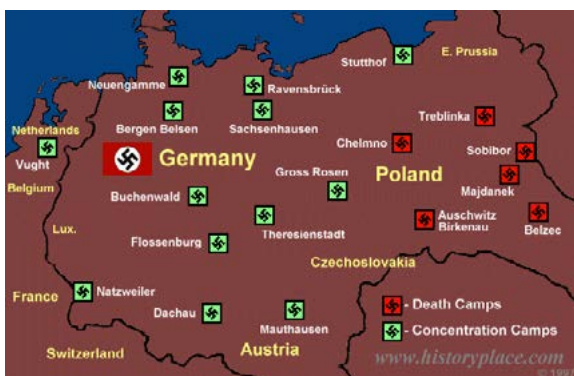 E. Prussia
Stutthof
Neuengamme
Ravensbrück
Treblinka
Netherlands
Bergen Belsen
Sachsenhausen
Chelmno
Sobibor
Vught
Germany
Gross Rosen
Poland
Majdanek
Belgium
Buchenwald
Auschwitz
Birkenau
Belzec
Lux.
Theresienstadt
Flossenburg
Czechoslovakia
France
Natzweiler
- Death Camps
Dachau
Mauthausen
- Concentration Camps
Switzerland
Austria
www.historyplace.com
© 1997